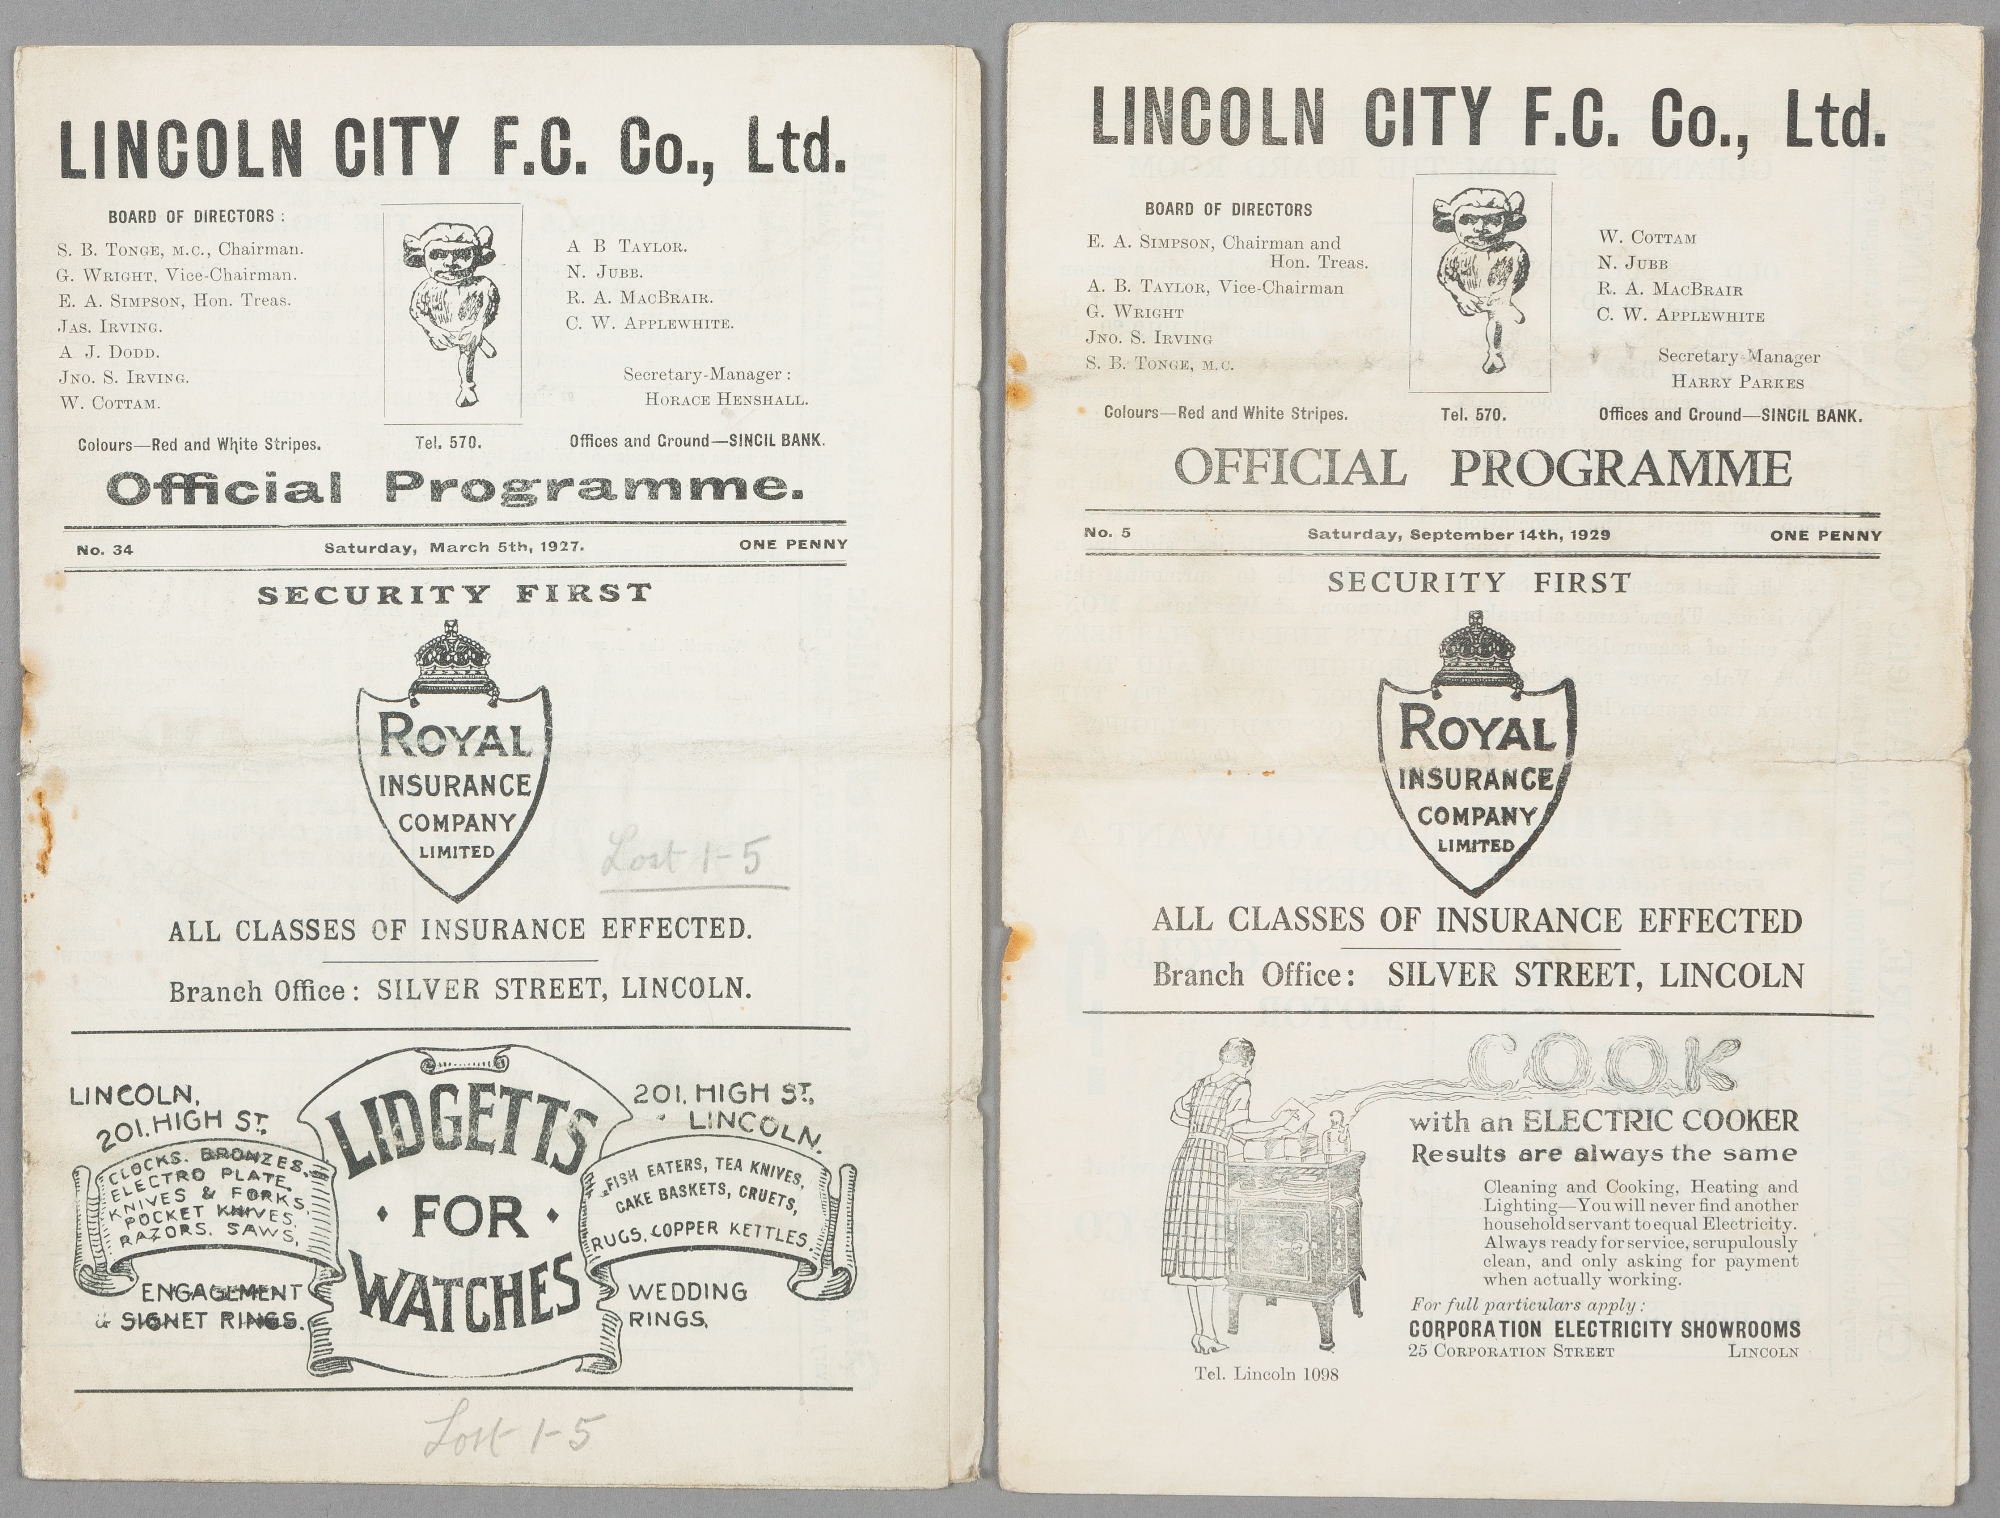 LINCOLN CITY F.C. Co., Ltd.
BOARD OF DIRECTORS :
S. B. TONGE, M.C., Chairman.
G. WRIGHT, Vice-Chairman.
E. A. SIMPSON, Hon. Treas.
JAS. IRVING.
A J. DODD.
JNO. S. IRVING.
W. COTTAM.
A B TAYLOR.
N. JUBB.
R. A. MACBRAIR.
C. W. APPLEWHITE.
Secretary-Manager :
HORACE HENSHALL.
Colours—Red and White Stripes.
Tel. 570.
Offices and Ground—SINCIL BANK.
Official Programme.
No. 34 Saturday, March 5th, 1927. ONE PENNY
SECURITY FIRST
ROYAL
INSURANCE
COMPANY
LIMITED
Lost 1-5
ALL CLASSES OF INSURANCE EFFECTED.
Branch Office : SILVER STREET, LINCOLN.
LINCOLN,
201. HIGH ST.
CLOCKS. BRONZES.
ELECTRO PLATE.
KNIVES & FORKS.
POCKET KNIVES.
RAZORS. SAWS.
ENGAGEMENT
& SIGNET RINGS.
LIDGETTS
FOR
WATCHES
201. HIGH ST,
LINCOLN.
FISH EATERS, TEA KNIVES,
CAKE BASKETS, CRUETS,
RUGS. COPPER KETTLES.
WEDDING
RINGS,
Lost 1-5
LINCOLN CITY F.C. Co., Ltd.
BOARD OF DIRECTORS
E. A. SIMPSON, Chairman and
Hon. Treas.
A. B. TAYLOR, Vice-Chairman
G. WRIGHT
JNO. S. IRVING
S. B. TONGE, M.C.
W. COTTAM
N. JUBB
R. A. MACBRAIR
C. W. APPLEWHITE
Secretary-Manager
HARRY PARKES
Colours—Red and White Stripes.
Tel. 570.
Offices and Ground—SINCIL BANK.
OFFICIAL PROGRAMME
No. 5 Saturday, September 14th, 1929 ONE PENNY
SECURITY FIRST
ROYAL
INSURANCE
COMPANY
LIMITED
ALL CLASSES OF INSURANCE EFFECTED
Branch Office : SILVER STREET, LINCOLN
COOK
with an ELECTRIC COOKER
Results are always the same
Cleaning and Cooking, Heating and
Lighting—You will never find another
household servant to equal Electricity.
Always ready for service, scrupulously
clean, and only asking for payment
when actually working.
For full particulars apply :
CORPORATION ELECTRICITY SHOWROOMS
25 CORPORATION STREET LINCOLN
Tel. Lincoln 1098